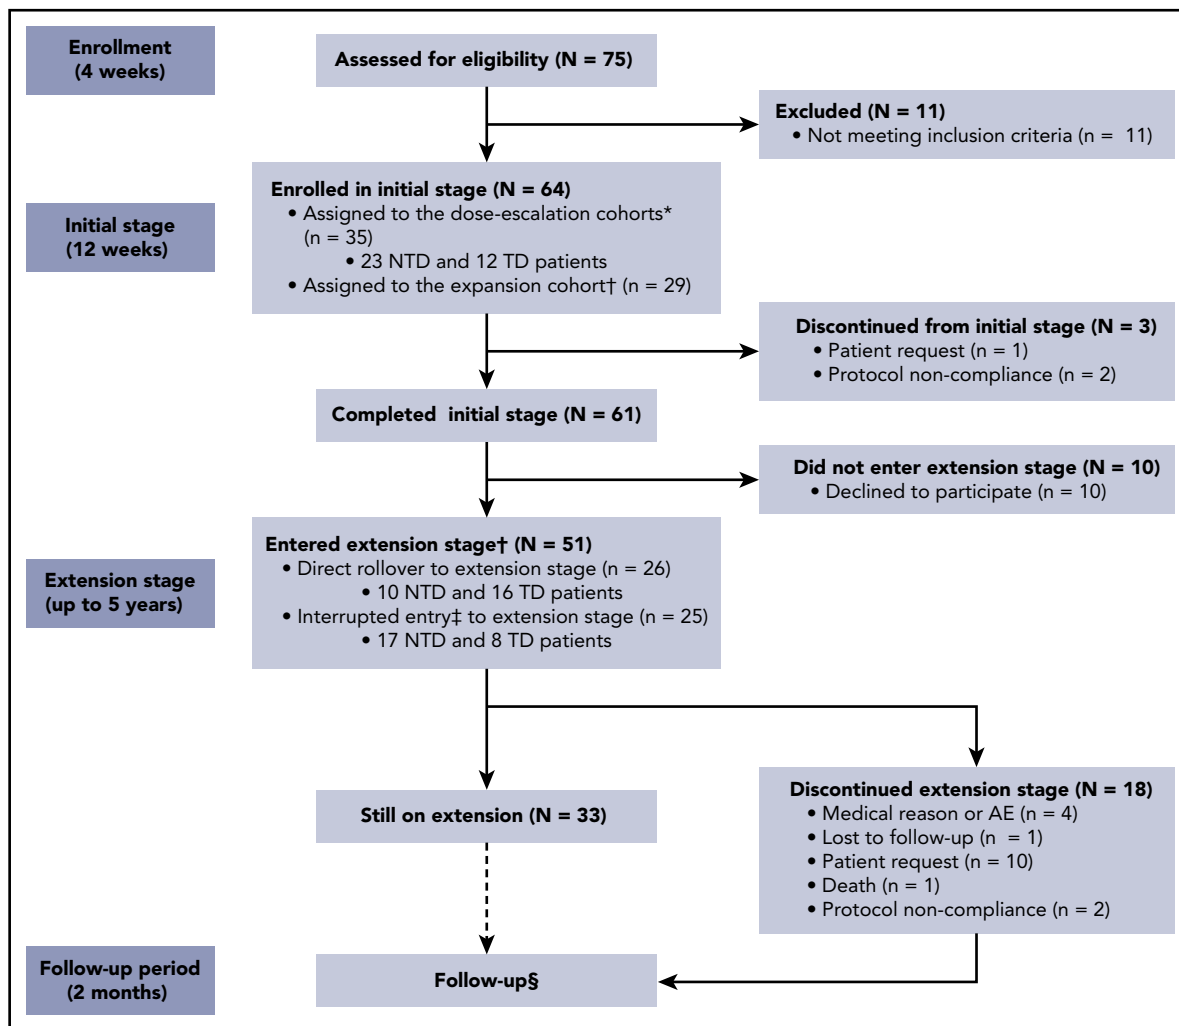 Enrollment
(4 weeks)
Assessed for eligibility (N = 75)
Excluded (N = 11)
• Not meeting inclusion criteria (n = 11)
Enrolled in initial stage (N = 64)
• Assigned to the dose-escalation cohorts*
(n = 35)
• 23 NTD and 12 TD patients
• Assigned to the expansion cohort† (n = 29)
Initial stage
(12 weeks)
Discontinued from initial stage (N = 3)
• Patient request (n = 1)
• Protocol non-compliance (n = 2)
Completed initial stage (N = 61)
Did not enter extension stage (N = 10)
• Declined to participate (n = 10)
Entered extension stage† (N = 51)
• Direct rollover to extension stage (n = 26)
• 10 NTD and 16 TD patients
• Interrupted entry‡ to extension stage (n = 25)
• 17 NTD and 8 TD patients
Extension stage
(up to 5 years)
Still on extension (N = 33)
Discontinued extension stage (N = 18)
• Medical reason or AE (n = 4)
• Lost to follow-up (n = 1)
• Patient request (n = 10)
• Death (n = 1)
• Protocol non-compliance (n = 2)
Follow-up period
(2 months)
Follow-up§